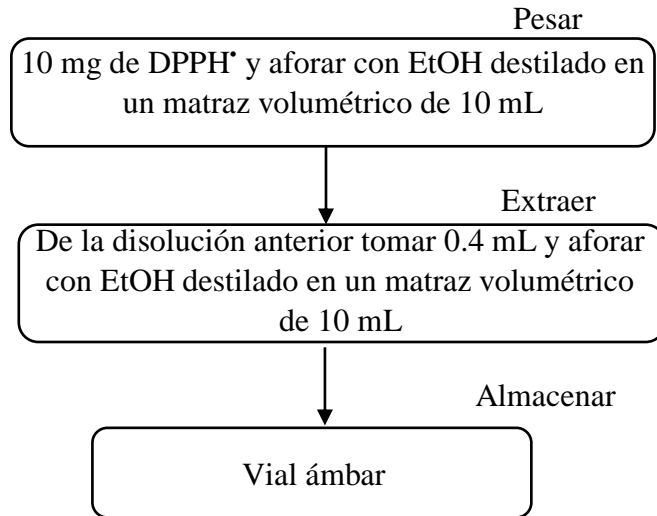 Pesar
10 mg de DPPH• y aforar con EtOH destilado en
un matraz volumétrico de 10 mL
Extraer
De la disolución anterior tomar 0.4 mL y aforar
con EtOH destilado en un matraz volumétrico
de 10 mL
Almacenar
Vial ámbar